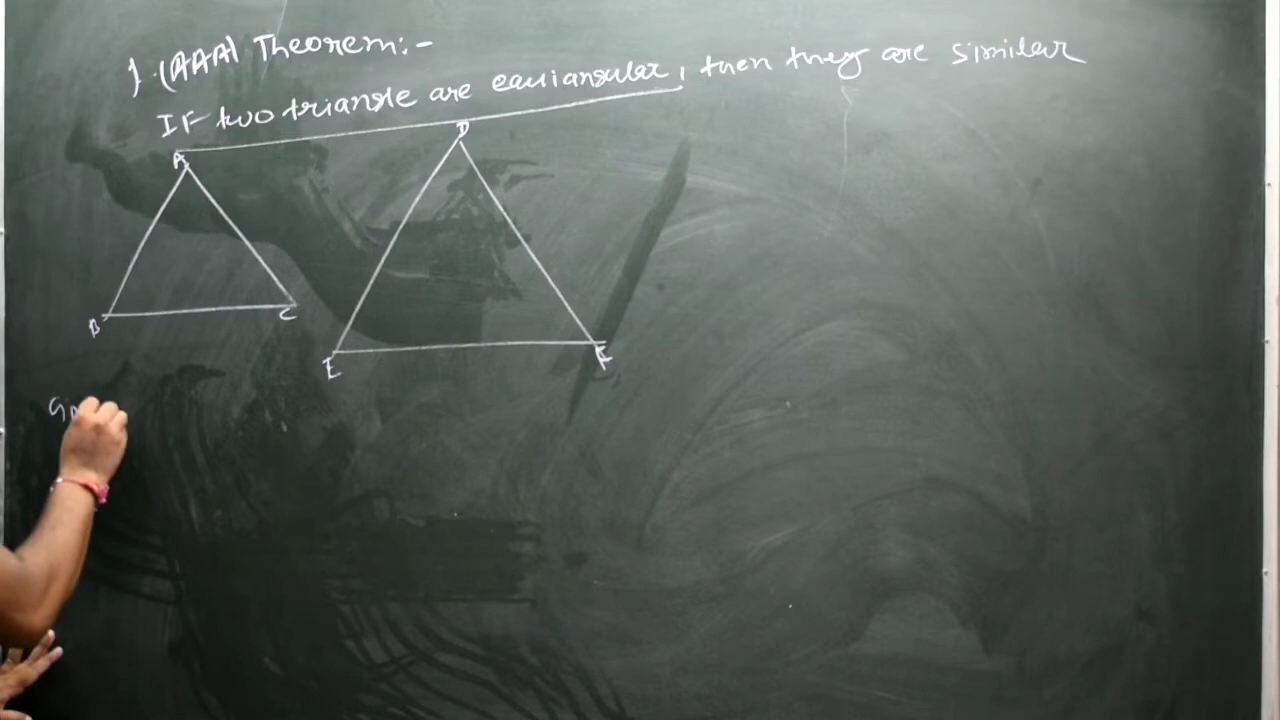 1. (AAA) Theorem:-
If two triangle are equiangular, then they are similar
A
D
B
C
E
F